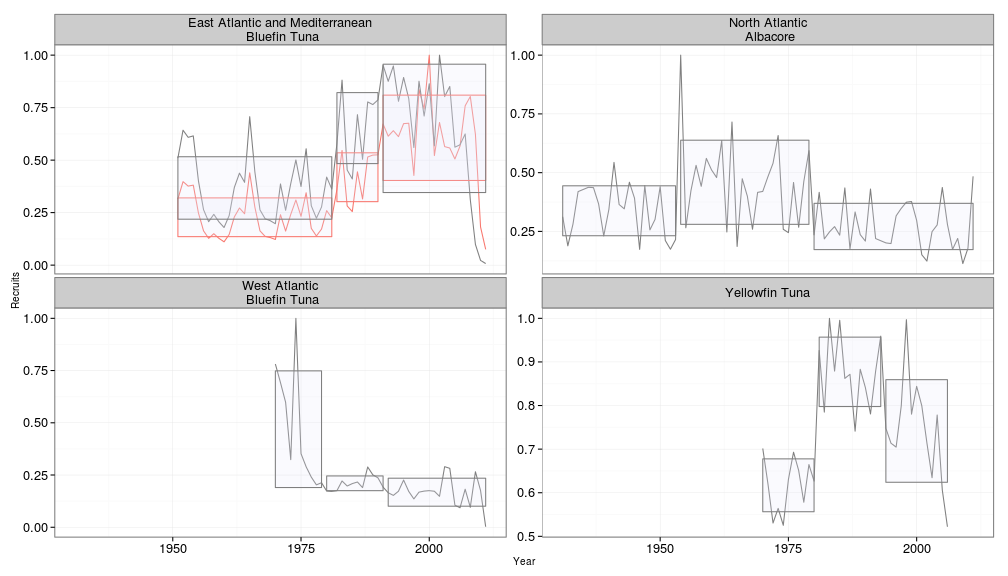 East Atlantic and Mediterranean
Bluefin Tuna
North Atlantic
Albacore
1.00
0.75
0.50
0.25
0.00
1.00
0.75
0.50
0.25
Recruits
West Atlantic
Bluefin Tuna
Yellowfin Tuna
1.00
0.75
0.50
0.25
0.00
1.0
0.9
0.8
0.7
0.6
0.5
1950 1975 2000
1950 1975 2000
Year